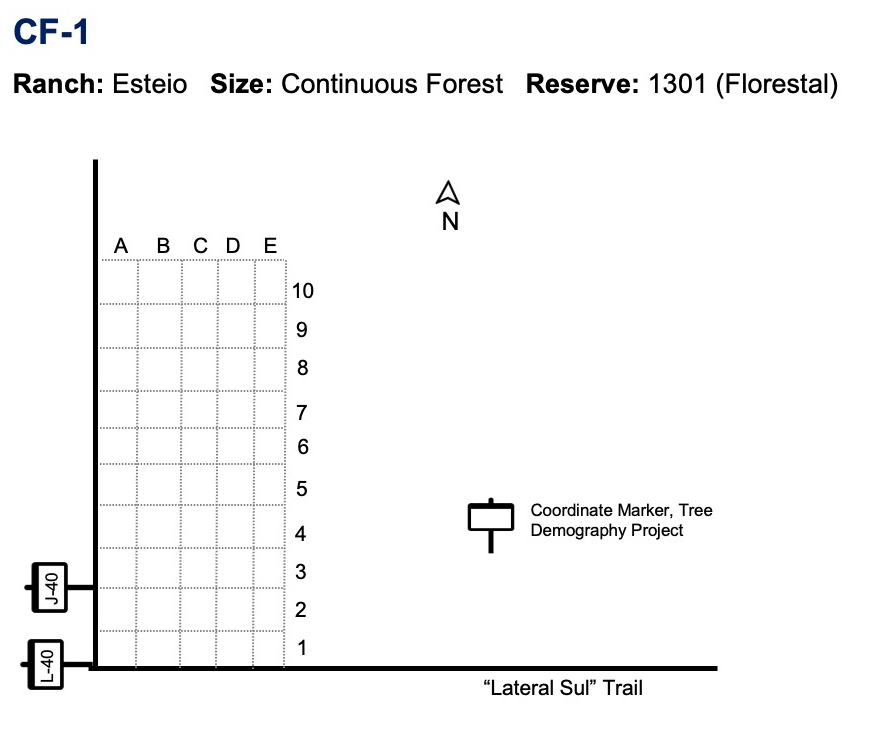 CF-1
Ranch: Esteio Size: Continuous Forest Reserve: 1301 (Florestal)
N
A B C D E
10
9
8
7
6
5
4
3
2
1
Coordinate Marker, Tree
Demography Project
J-40
L-40
“Lateral Sul” Trail